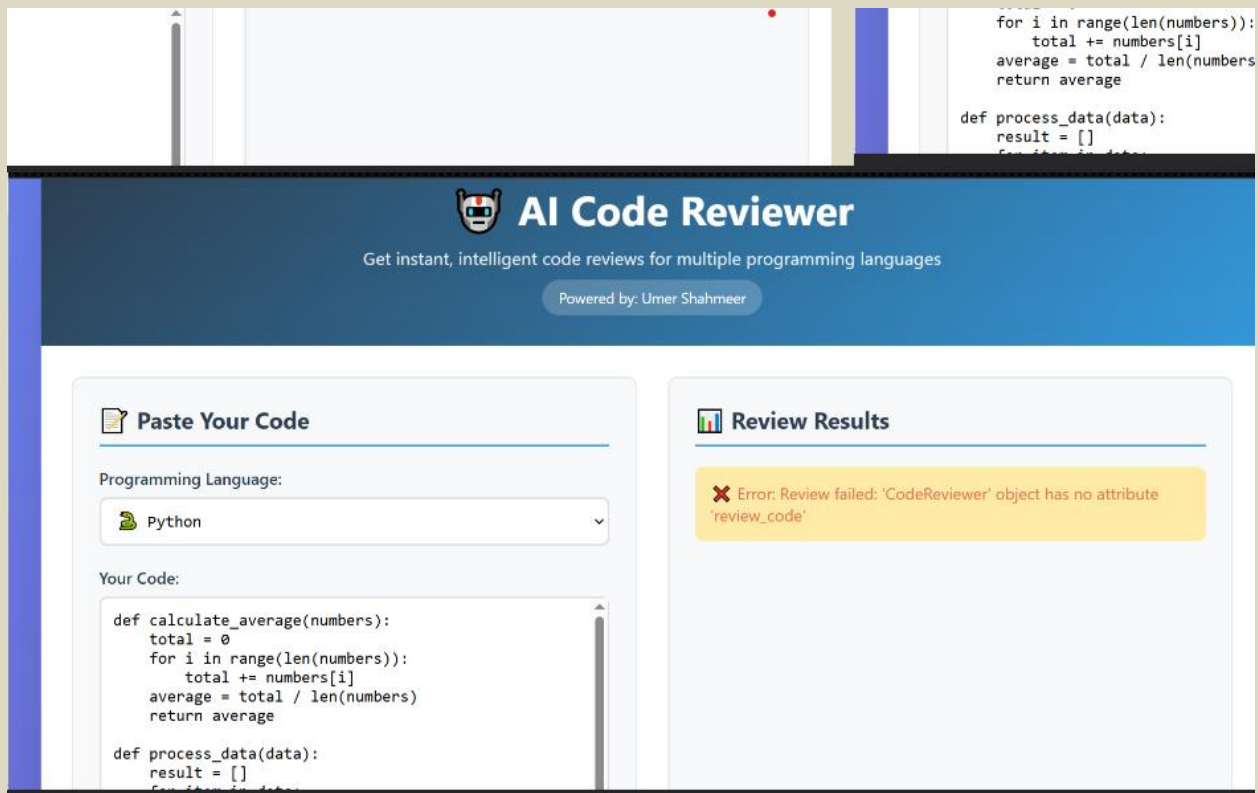 for i in range(len(numbers)):
total += numbers[i]
average = total / len(numbers
return average
def process_data(data):
result = []
AI Code Reviewer
Get instant, intelligent code reviews for multiple programming languages
Powered by: Umer Shahmeer
Paste Your Code
Programming Language:
Python
Your Code:
def calculate_average(numbers):
total = 0
for i in range(len(numbers)):
total += numbers[i]
average = total / len(numbers)
return average
def process_data(data):
result = []
Review Results
Error: Review failed: 'CodeReviewer' object has no attribute
'review_code'